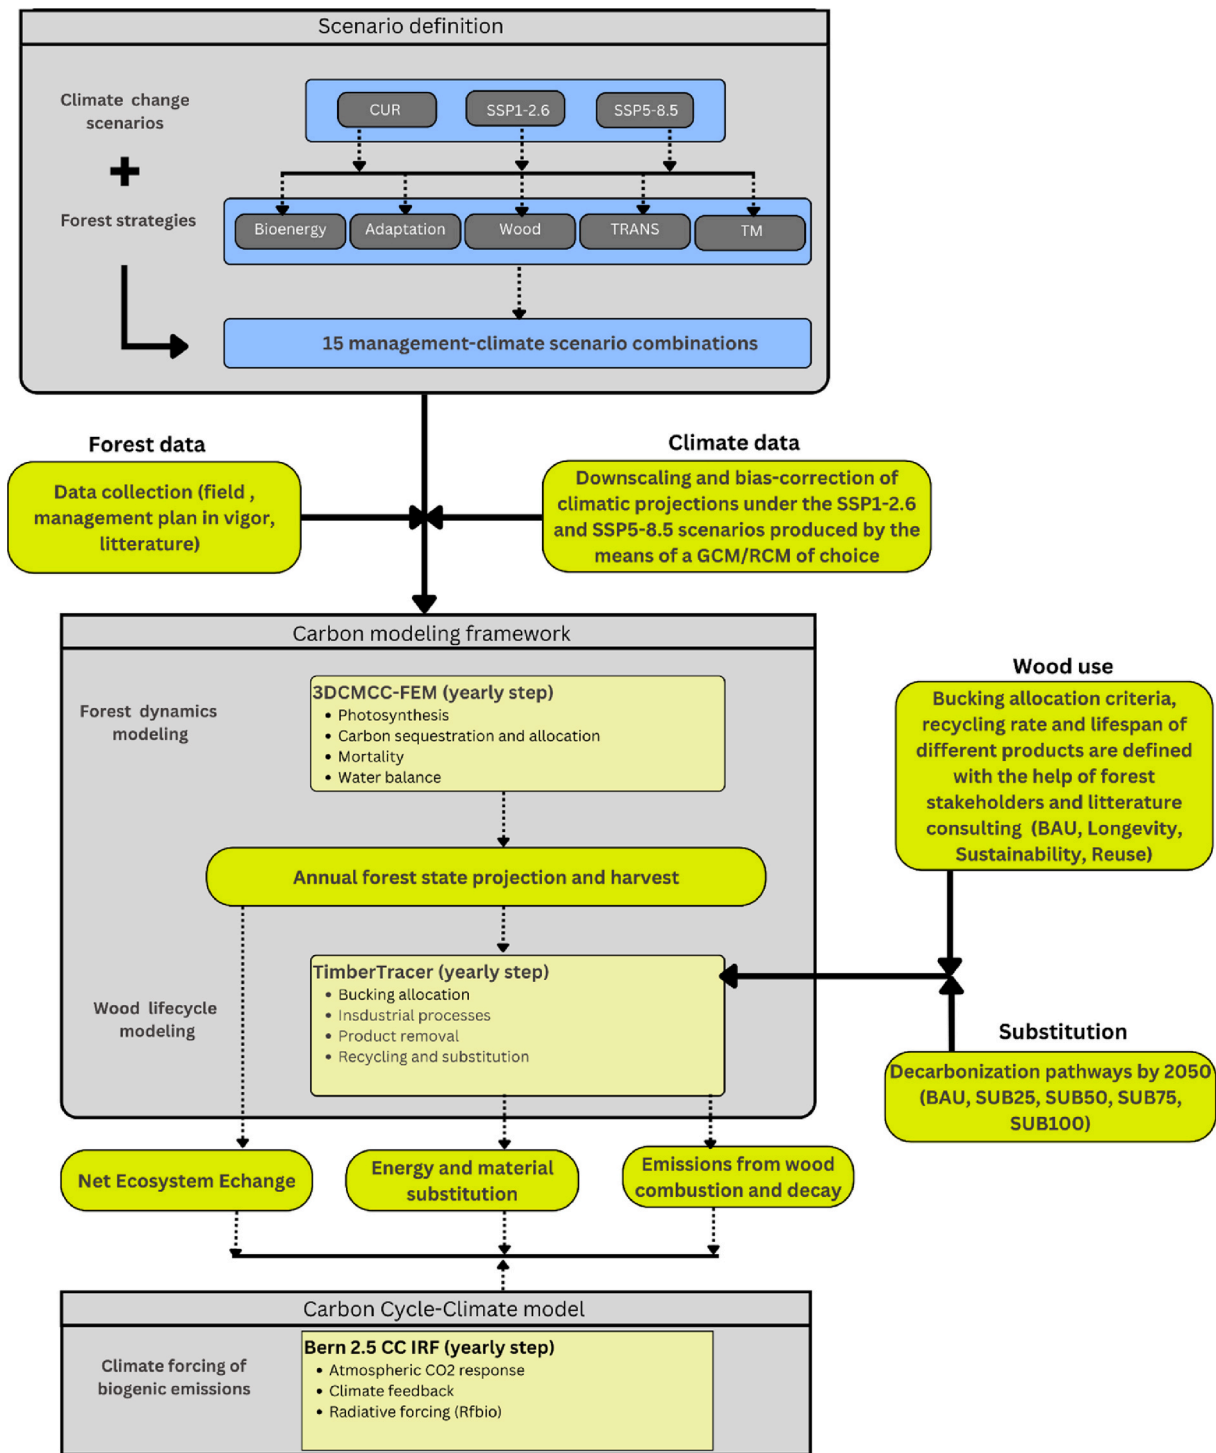 Scenario definition
Climate change
scenarios
CUR
SSP1-2.6
SSP5-8.5
Forest strategies
Bioenergy
Adaptation
Wood
TRANS
TM
15 management-climate scenario combinations
Forest data
Data collection (field ,
management plan in vigor,
litterature)
Climate data
Downscaling and bias-correction of
climatic projections under the SSP1-2.6
and SSP5-8.5 scenarios produced by the
means of a GCM/RCM of choice
Carbon modeling framework
Forest dynamics
modeling
3DCMCC-FEM (yearly step)
• Photosynthesis
• Carbon sequestration and allocation
• Mortality
• Water balance
Wood use
Bucking allocation criteria,
recycling rate and lifespan of
different products are defined
with the help of forest
stakeholders and litterature
consulting (BAU, Longevity,
Sustainability, Reuse)
Annual forest state projection and harvest
Wood lifecycle
modeling
TimberTracer (yearly step)
• Bucking allocation
• Insdustrial processes
• Product removal
• Recycling and substitution
Substitution
Decarbonization pathways by 2050
(BAU, SUB25, SUB50, SUB75,
SUB100)
Net Ecosystem Echange
Energy and material
substitution
Emissions from wood
combustion and decay
Carbon Cycle-Climate model
Climate forcing of
biogenic emissions
Bern 2.5 CC IRF (yearly step)
• Atmospheric CO2 response
• Climate feedback
• Radiative forcing (Rfbio)